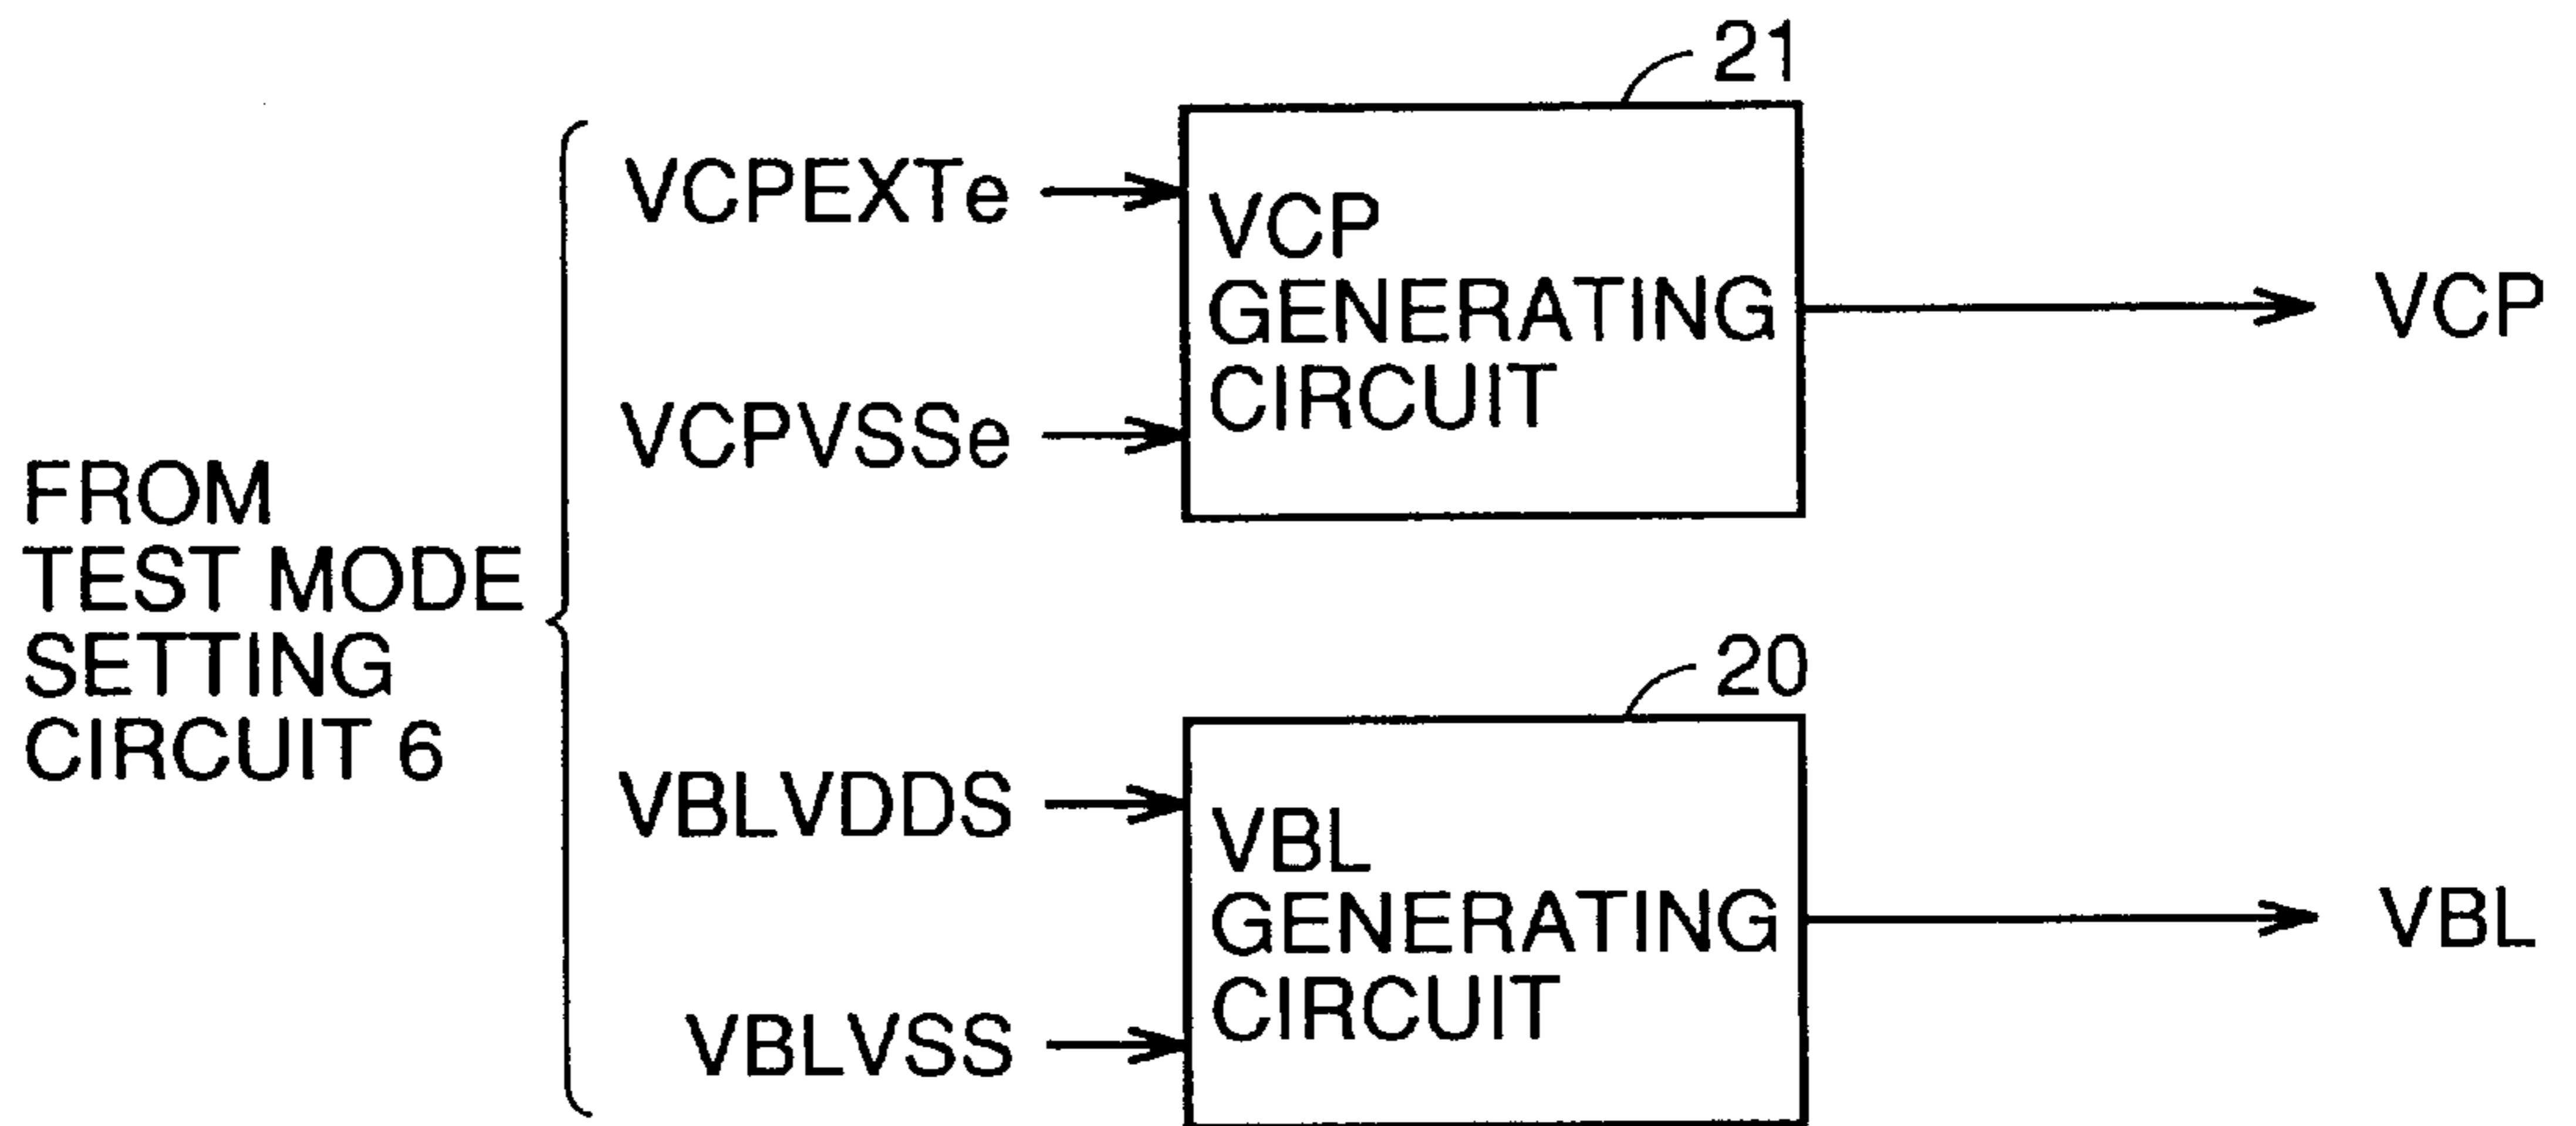 FROM
TEST MODE
SETTING
CIRCUIT 6
VCPEXTe
VCPVSSe
VBLVDDS
VBLVSS
21
VCP
GENERATING
CIRCUIT
VCP
20
VBL
GENERATING
CIRCUIT
VBL